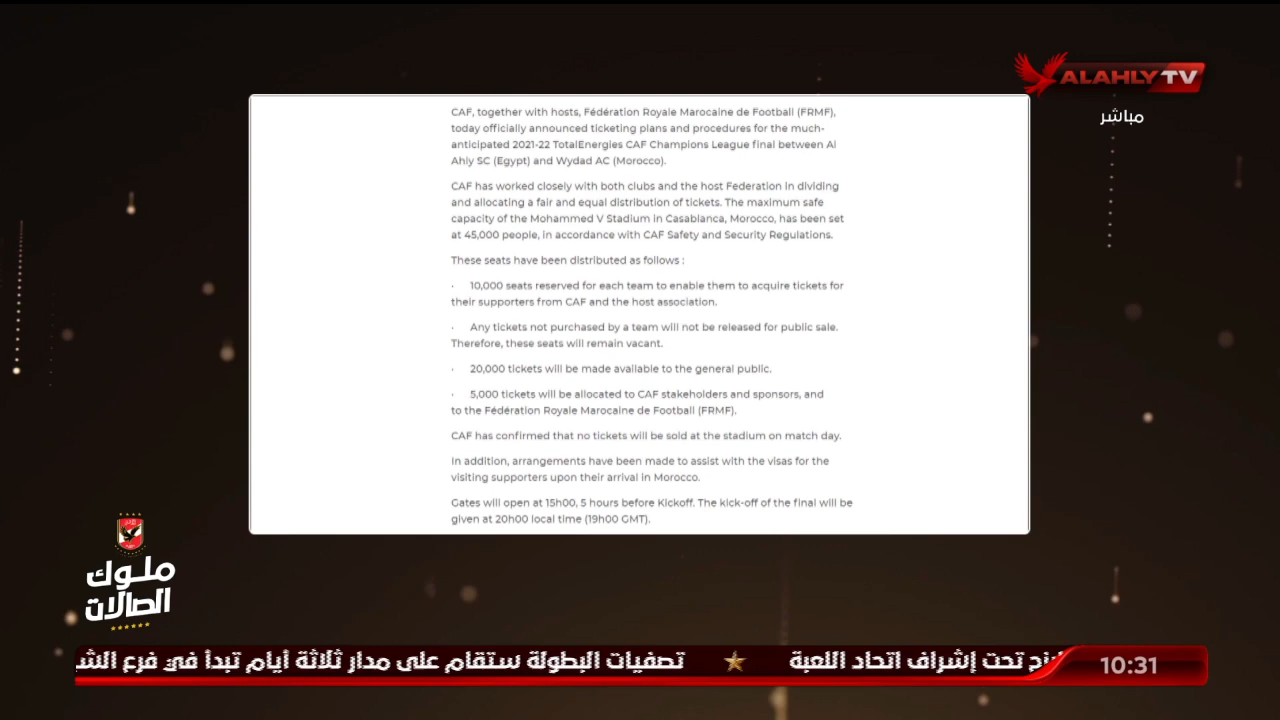 ALAHLY TV
مباشر
CAF, together with hosts, Fédération Royale Marocaine de Football (FRMF),
today officially announced ticketing plans and procedures for the much-
anticipated 2021-22 TotalEnergies CAF Champions League final between Al
Ahly SC (Egypt) and Wydad AC (Morocco).
CAF has worked closely with both clubs and the host Federation in dividing
and allocating a fair and equal distribution of tickets. The maximum safe
capacity of the Mohammed V Stadium in Casablanca, Morocco, has been set
at 45,000 people, in accordance with CAF Safety and Security Regulations.
These seats have been distributed as follows :
· 10,000 seats reserved for each team to enable them to acquire tickets for
their supporters from CAF and the host association.
· Any tickets not purchased by a team will not be released for public sale.
Therefore, these seats will remain vacant.
· 20,000 tickets will be made available to the general public.
· 5,000 tickets will be allocated to CAF stakeholders and sponsors, and
to the Fédération Royale Marocaine de Football (FRMF).
CAF has confirmed that no tickets will be sold at the stadium on match day.
In addition, arrangements have been made to assist with the visas for the
visiting supporters upon their arrival in Morocco.
Gates will open at 15h00, 5 hours before Kickoff. The kick-off of the final will be
given at 20h00 local time (19h00 GMT).
ملوك
الصالات
تحت إشراف اتحاد اللعبة ★ تصفيات البطولة ستقام على مدار ثلاثة أيام تبدأ في فرع
10:31